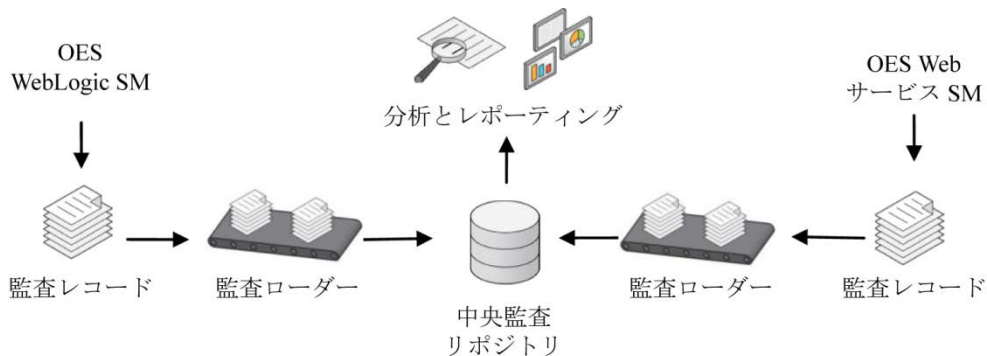 OES
WebLogic SM
OES Web
サービス SM
分析とレポーティング
監査レコード
監査ローダー
中央監査
リポジトリ
監査ローダー
監査レコード